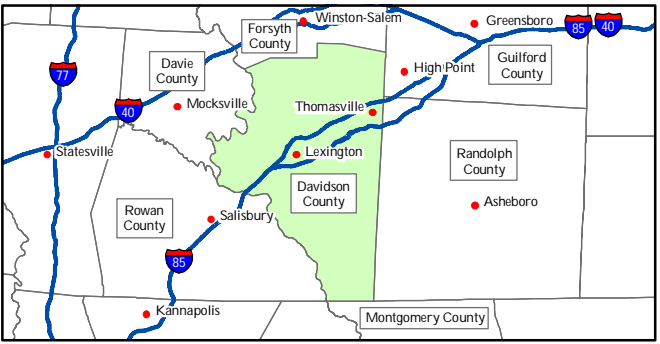 Forsyth
County
Winston-Salem
Greensboro
85
40
77
Davie
County
High Point
Guilford
County
40
Mocksville
Thomasville
Statesville
Lexington
Randolph
County
Davidson
County
Asheboro
Rowan
County
Salisbury
85
Kannapolis
Montgomery County